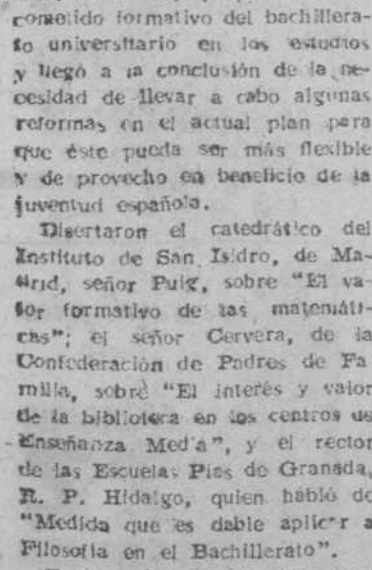 cometido formativo del bachillera-
to universitario en los estudios
y llegó a la conclusión de la ne-
cesidad de llevar a cabo algunas
reformas en el actual plan para
que éste pueda ser más flexible
y de provecho en beneficio de la
juventud española.
Disertaron el catedrático del
Instituto de San Isidro, de Ma-
drid, señor Puig, sobre "El va-
lor formativo de las matemáti-
cas"; el señor Cervera, de la
Confederación de Padres de Fa
milia, sobre "El interés y valor
de la biblioteca en los centros de
Enseñanza Media", y el rector
de las Escuelas Pías de Granada,
R. P. Hidalgo, quien habló de
"Medida que es dable aplicar a
Filosofía en el Bachillerato".